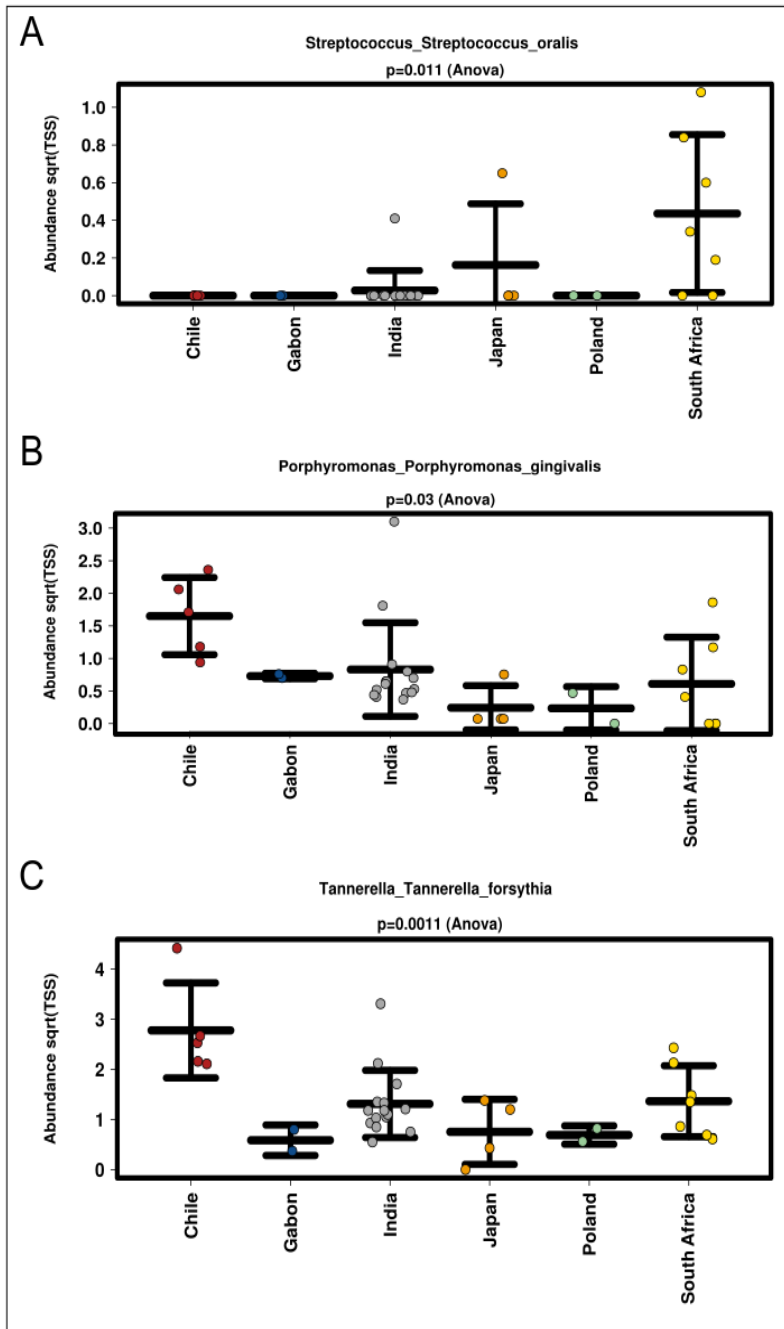 A
Streptococcus_Streptococcus_oralis
p=0.011 (Anova)
Abundance sqrt(TSS)
1.0
0.8
0.6
0.4
0.2
0.0
Chile
Gabon
India
Japan
Poland
South Africa
B
Porphyromonas_Porphyromonas_gingivalis
p=0.03 (Anova)
Abundance sqrt(TSS)
3.0
2.5
2.0
1.5
1.0
0.5
0.0
Chile
Gabon
India
Japan
Poland
South Africa
C
Tannerella_Tannerella_forsythia
p=0.0011 (Anova)
Abundance sqrt(TSS)
4
3
2
1
0
Chile
Gabon
India
Japan
Poland
South Africa